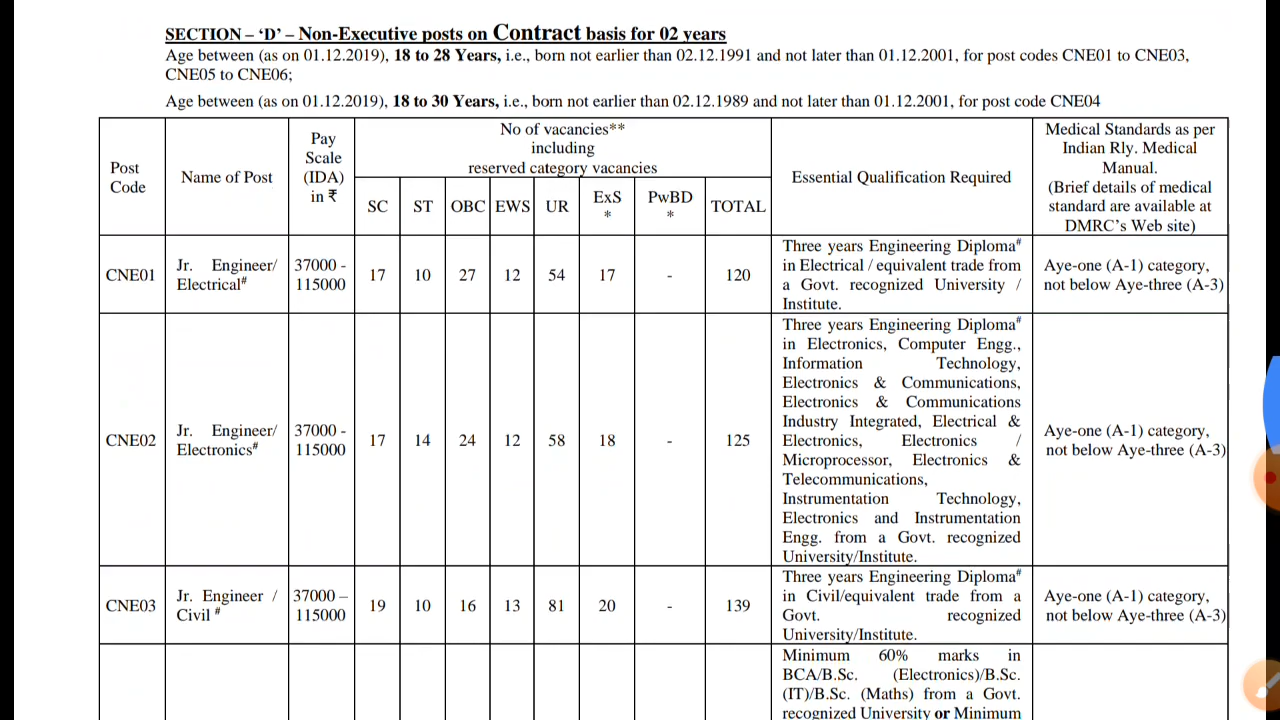 SECTION – ‘D’ – Non-Executive posts on Contract basis for 02 years
Age between (as on 01.12.2019), 18 to 28 Years, i.e., born not earlier than 02.12.1991 and not later than 01.12.2001, for post codes CNE01 to CNE03,
CNE05 to CNE06;
Age between (as on 01.12.2019), 18 to 30 Years, i.e., born not earlier than 02.12.1989 and not later than 01.12.2001, for post code CNE04
Post
Code
Name of Post
Pay
Scale
(IDA)
in ₹
No of vacancies**
including
reserved category vacancies
SC
ST
OBC
EWS
UR
ExS
*
PwBD
*
TOTAL
Essential Qualification Required
Medical Standards as per
Indian Rly. Medical
Manual.
(Brief details of medical
standard are available at
DMRC’s Web site)
CNE01
Jr. Engineer/
Electrical#
37000 -
115000
17
10
27
12
54
17
-
120
Three years Engineering Diploma#
in Electrical / equivalent trade from
a Govt. recognized University /
Institute.
Aye-one (A-1) category,
not below Aye-three (A-3)
CNE02
Jr. Engineer/
Electronics#
37000 -
115000
17
14
24
12
58
18
-
125
Three years Engineering Diploma#
in Electronics, Computer Engg.,
Information Technology,
Electronics & Communications,
Electronics & Communications
Industry Integrated, Electrical &
Electronics, Electronics /
Microprocessor, Electronics &
Telecommunications,
Instrumentation Technology,
Electronics and Instrumentation
Engg. from a Govt. recognized
University/Institute.
Aye-one (A-1) category,
not below Aye-three (A-3)
CNE03
Jr. Engineer /
Civil #
37000 –
115000
19
10
16
13
81
20
-
139
Three years Engineering Diploma#
in Civil/equivalent trade from a
Govt. recognized
University/Institute.
Aye-one (A-1) category,
not below Aye-three (A-3)
Minimum 60% marks in
BCA/B.Sc. (Electronics)/B.Sc.
(IT)/B.Sc. (Maths) from a Govt.
recognized University or Minimum